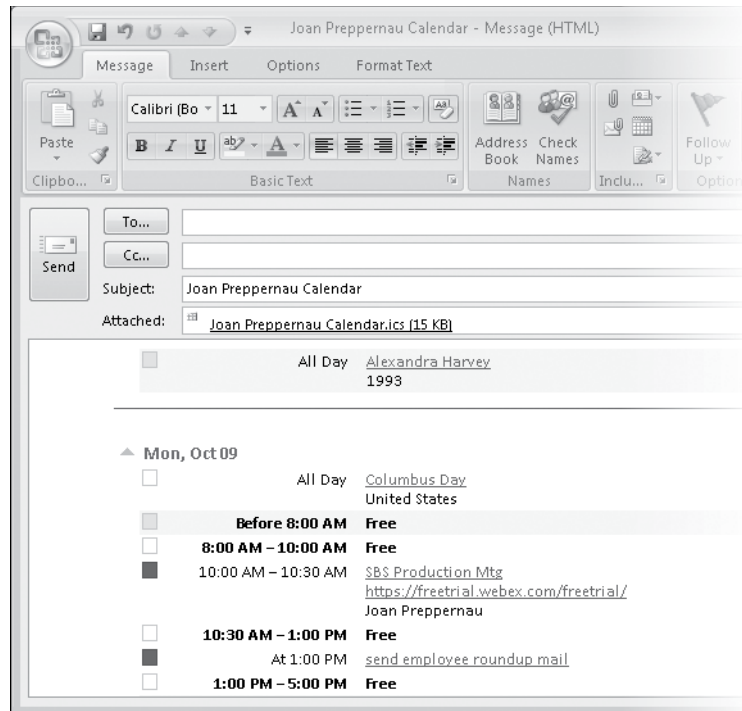 Joan Preppernau Calendar - Message (HTML)
Message Insert Options Format Text
Calibri (Bo 11 A A
Paste
B I U ab A
Address Book
Check Names
Follow Up
Clipbo... Basic Text Names Inclu... Option
To...
Cc...
Send
Subject: Joan Preppernau Calendar
Attached: Joan Preppernau Calendar.ics (15 KB)
All Day Alexandra Harvey
1993
Mon, Oct 09
All Day Columbus Day
United States
Before 8:00 AM Free
8:00 AM – 10:00 AM Free
10:00 AM – 10:30 AM SBS Production Mtg
https://freetrial.webex.com/freetrial/
Joan Preppernau
10:30 AM – 1:00 PM Free
At 1:00 PM send employee roundup mail
1:00 PM – 5:00 PM Free